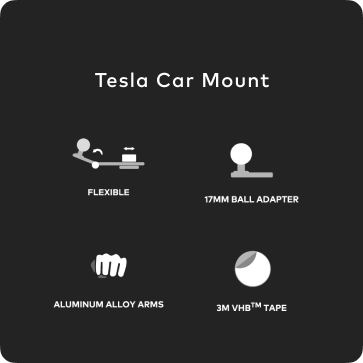 Tesla Car Mount
FLEXIBLE
17MM BALL ADAPTER
ALUMINUM ALLOY ARMS
3M VHB™ TAPE